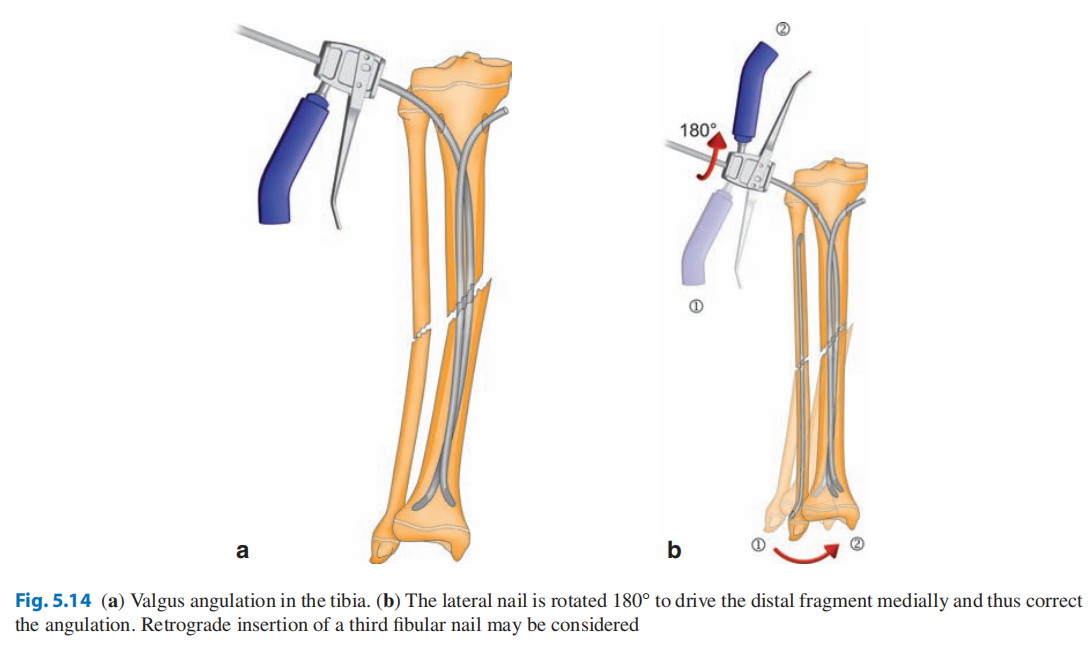 ②
180°
①
a
b
①
②
Fig. 5.14 (a) Valgus angulation in the tibia. (b) The lateral nail is rotated 180° to drive the distal fragment medially and thus correct
the angulation. Retrograde insertion of a third fibular nail may be considered